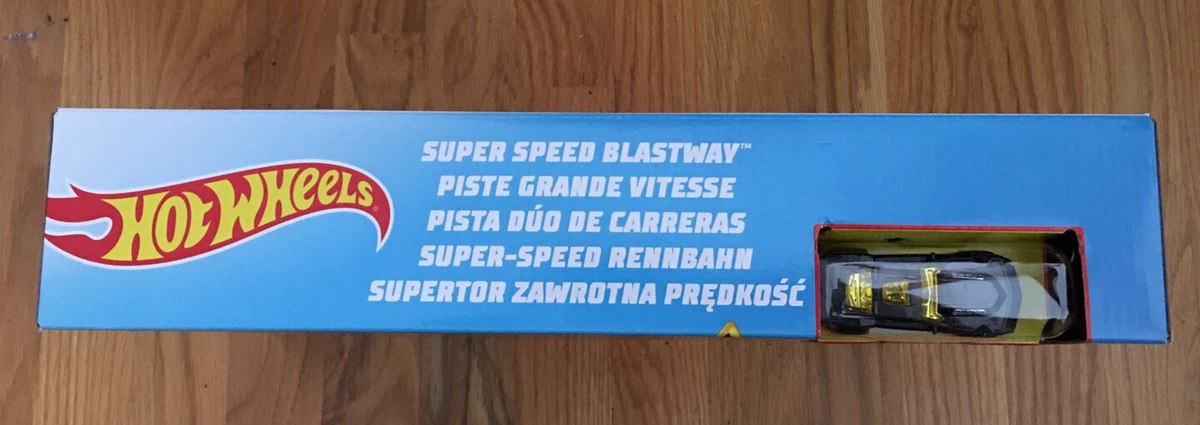 HOT WHEELS
SUPER SPEED BLASTWAY™
PISTE GRANDE VITESSE
PISTA DÚO DE CARRERAS
SUPER-SPEED RENNBAHN
SUPERTOR ZAWROTNA PRĘDKOŚĆ